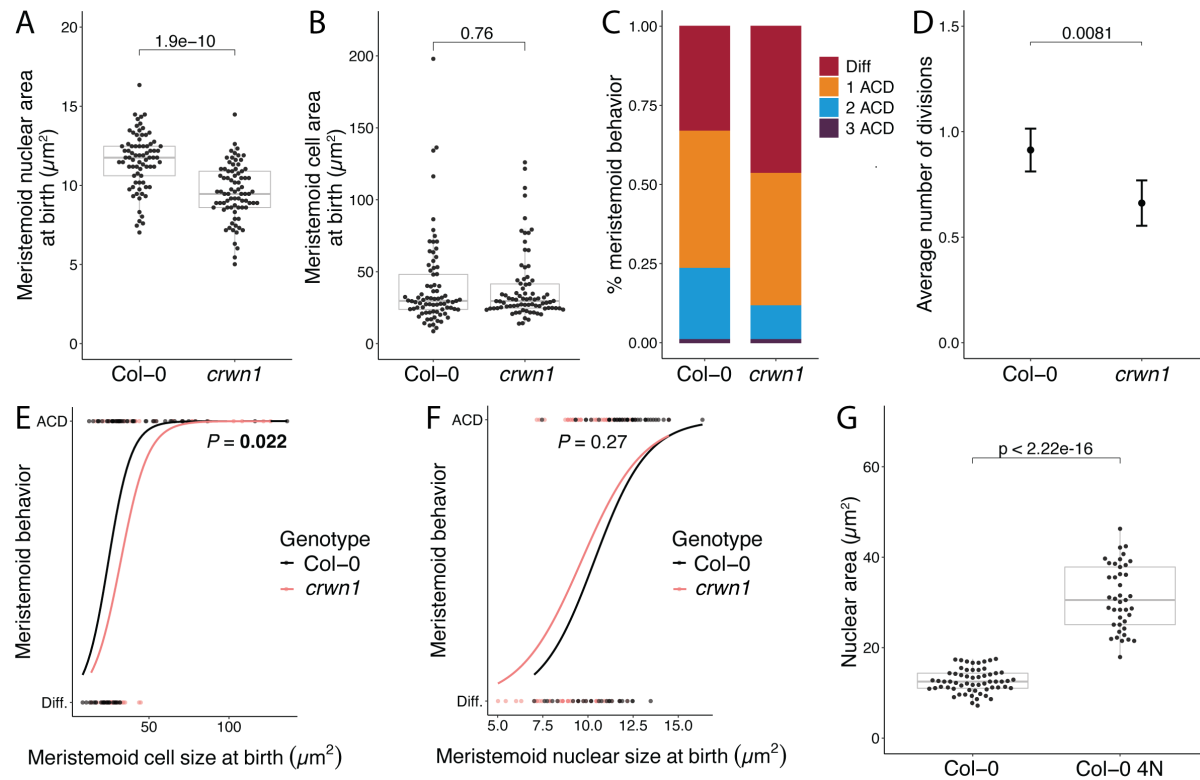 A
Meristemoid nuclear area
at birth (µm²)
20
15
10
5
0
1.9e−10
Col−0
crwn1
B
Meristemoid cell area
at birth (µm²)
200
150
100
50
0
0.76
Col−0
crwn1
C
% meristemoid behavior
1.00
0.75
0.50
0.25
0.00
Col−0
crwn1
Diff
1 ACD
2 ACD
3 ACD
D
Average number of divisions
1.5
1.0
0.5
0.0
0.0081
Col−0
crwn1
E
Meristemoid behavior
ACD
Diff.
P = 0.022
Genotype
Col−0
crwn1
50
100
Meristemoid cell size at birth (µm²)
F
Meristemoid behavior
ACD
Diff.
P = 0.27
Genotype
Col−0
crwn1
5.0
7.5
10.0
12.5
15.0
Meristemoid nuclear size at birth (µm²)
G
Nuclear area (µm²)
60
40
20
0
p < 2.22e-16
Col−0
Col−0 4N